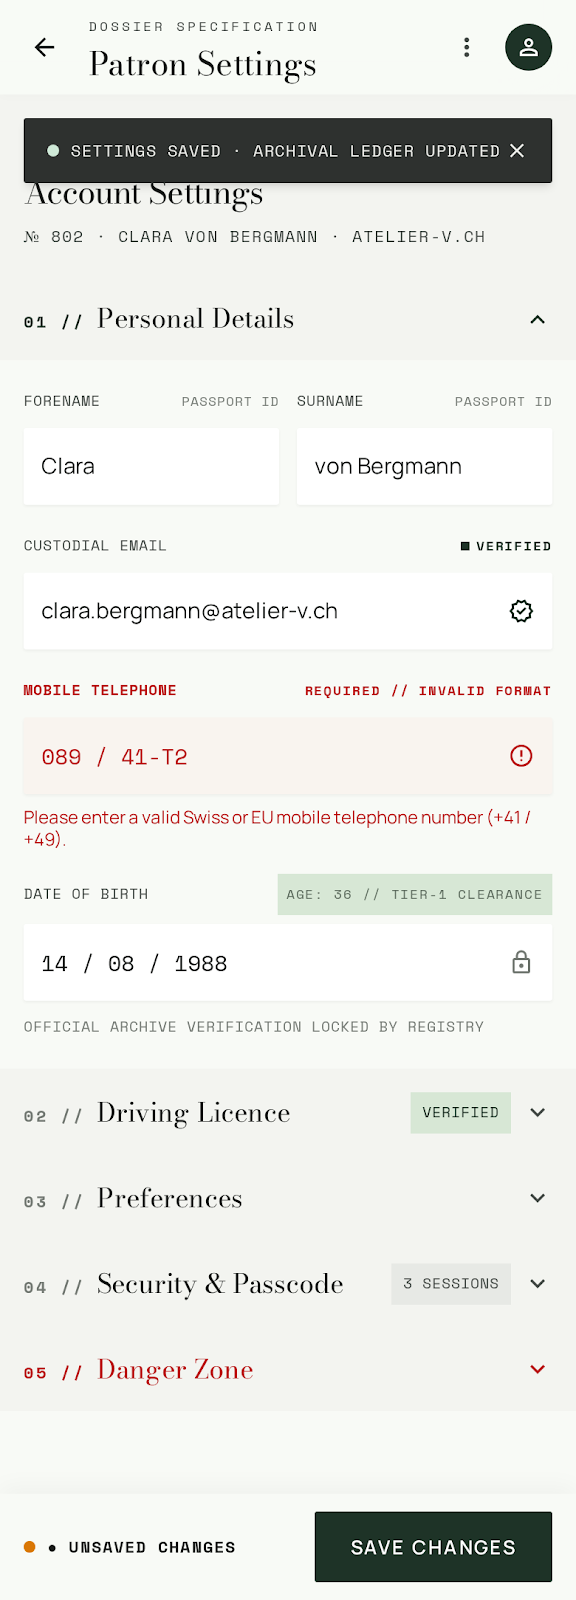 DOSSIER SPECIFICATION
Patron Settings
SETTINGS SAVED · ARCHIVAL LEDGER UPDATED
Account Settings
№ 802 · CLARA VON BERGMANN · ATELIER-V.CH
01 // Personal Details
FORENAME PASSPORT ID SURNAME PASSPORT ID
Clara von Bergmann
CUSTODIAL EMAIL ■ VERIFIED
clara.bergmann@atelier-v.ch
MOBILE TELEPHONE REQUIRED // INVALID FORMAT
089 / 41-T2
Please enter a valid Swiss or EU mobile telephone number (+41 /
+49).
DATE OF BIRTH AGE: 36 // TIER-1 CLEARANCE
14 / 08 / 1988
OFFICIAL ARCHIVE VERIFICATION LOCKED BY REGISTRY
02 // Driving Licence VERIFIED
03 // Preferences
04 // Security & Passcode 3 SESSIONS
05 // Danger Zone
● UNSAVED CHANGES SAVE CHANGES